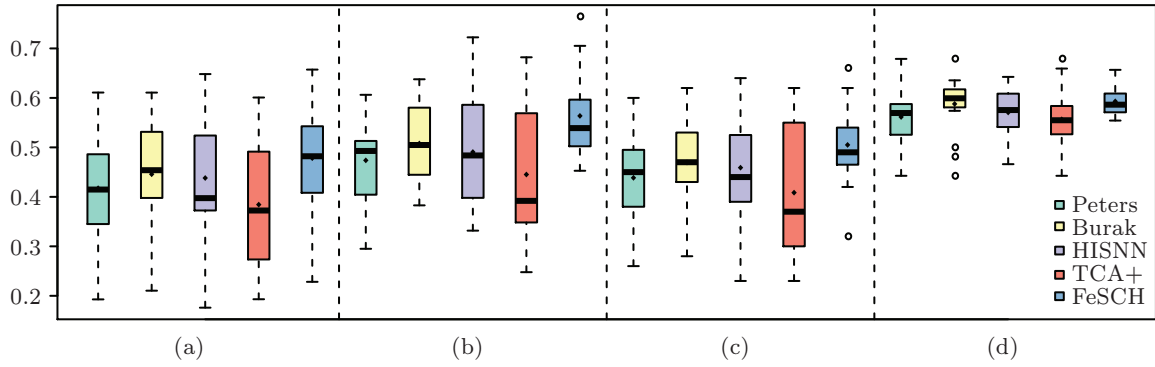 0.7
0.6
0.5
0.4
0.3
0.2
Peters
Burak
HISNN
TCA+
FeSCH
(a) (b) (c) (d)